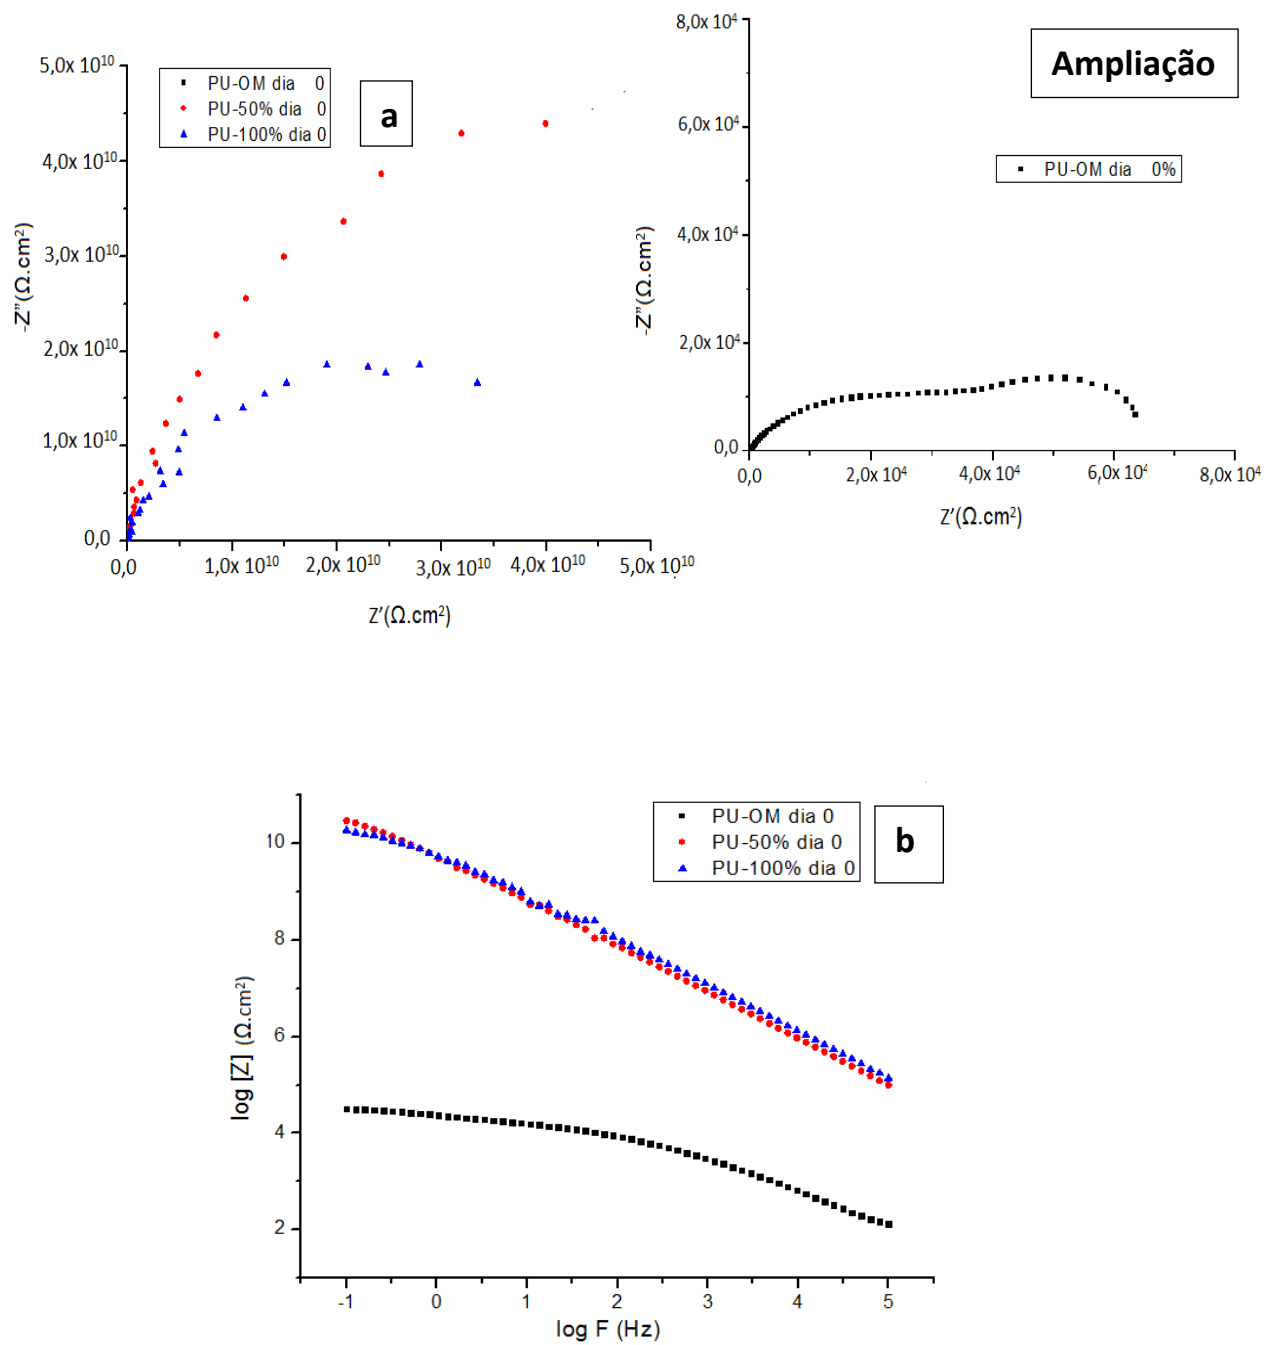 5,0x 10¹⁰
PU-OM dia 0
PU-50% dia 0
PU-100% dia 0
a
4,0x 10¹⁰
3,0x 10¹⁰
2,0x 10¹⁰
1,0x 10¹⁰
0,0
-Z”(Ω.cm²)
0,0 1,0x 10¹⁰ 2,0x 10¹⁰ 3,0x 10¹⁰ 4,0x 10¹⁰ 5,0x 10¹⁰
Z’(Ω.cm²)
8,0x 10⁴
Ampliação
6,0x 10⁴
PU-OM dia 0%
4,0x 10⁴
2,0x 10⁴
0,0
-Z”(Ω.cm²)
0,0 2,0x 10⁴ 4,0x 10⁴ 6,0x 10⁴ 8,0x 10⁴
Z’(Ω.cm²)
PU-OM dia 0
PU-50% dia 0
PU-100% dia 0
b
10
8
6
4
2
log [Z] (Ω.cm²)
-1 0 1 2 3 4 5
log F (Hz)